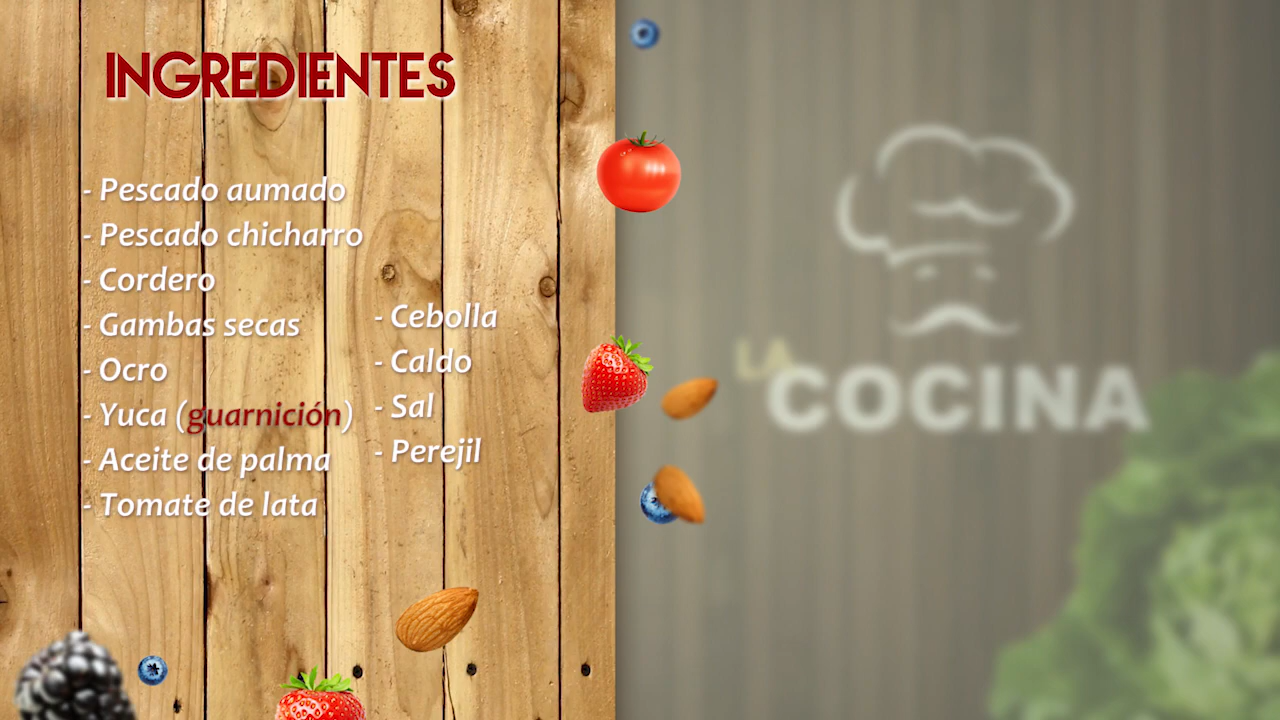 INGREDIENTES
- Pescado aumado
- Pescado chicharro
- Cordero
- Gambas secas
- Ocro
- Yuca (guarnición)
- Aceite de palma
- Tomate de lata
- Cebolla
- Caldo
- Sal
- Perejil
LA
COCINA